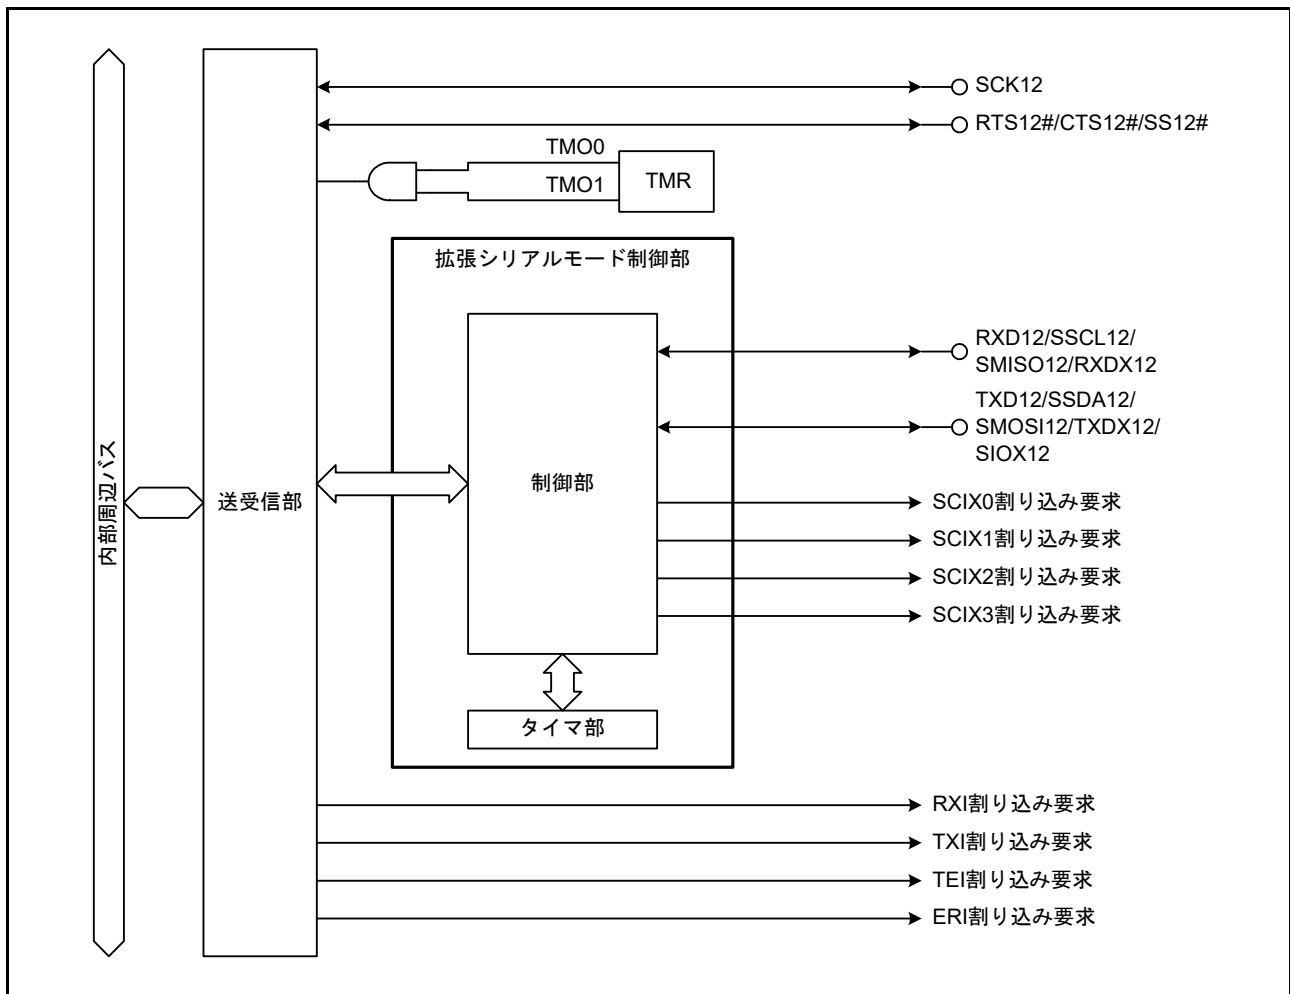 SCK12
RTS12#/CTS12#/SS12#
TMO0
TMO1
TMR
拡張シリアルモード制御部
RXD12/SSCL12/
SMISO12/RXDX12
TXD12/SSDA12/
SMOSI12/TXDX12/
SIOX12
内部周辺バス
送受信部
制御部
SCIX0割り込み要求
SCIX1割り込み要求
SCIX2割り込み要求
SCIX3割り込み要求
タイマ部
RXI割り込み要求
TXI割り込み要求
TEI割り込み要求
ERI割り込み要求